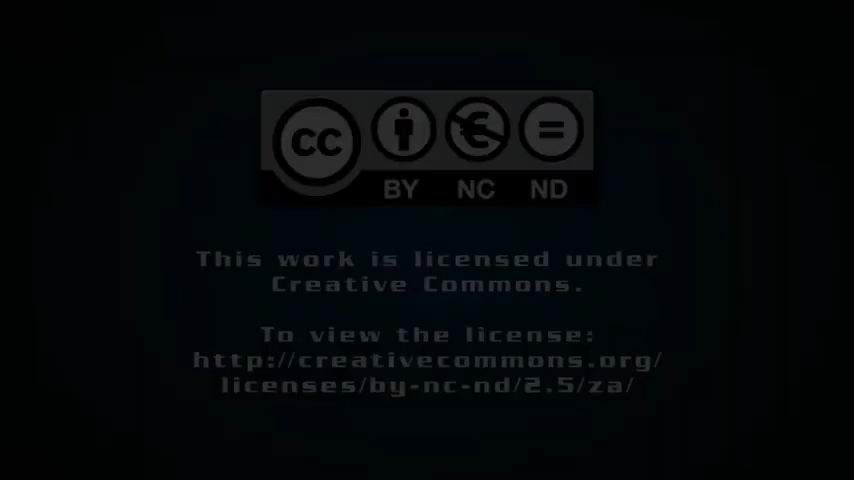 CC
BY NC ND
This work is licensed under
Creative Commons.
To view the license:
http://creativecommons.org/
licenses/by-nc-nd/2.5/za/